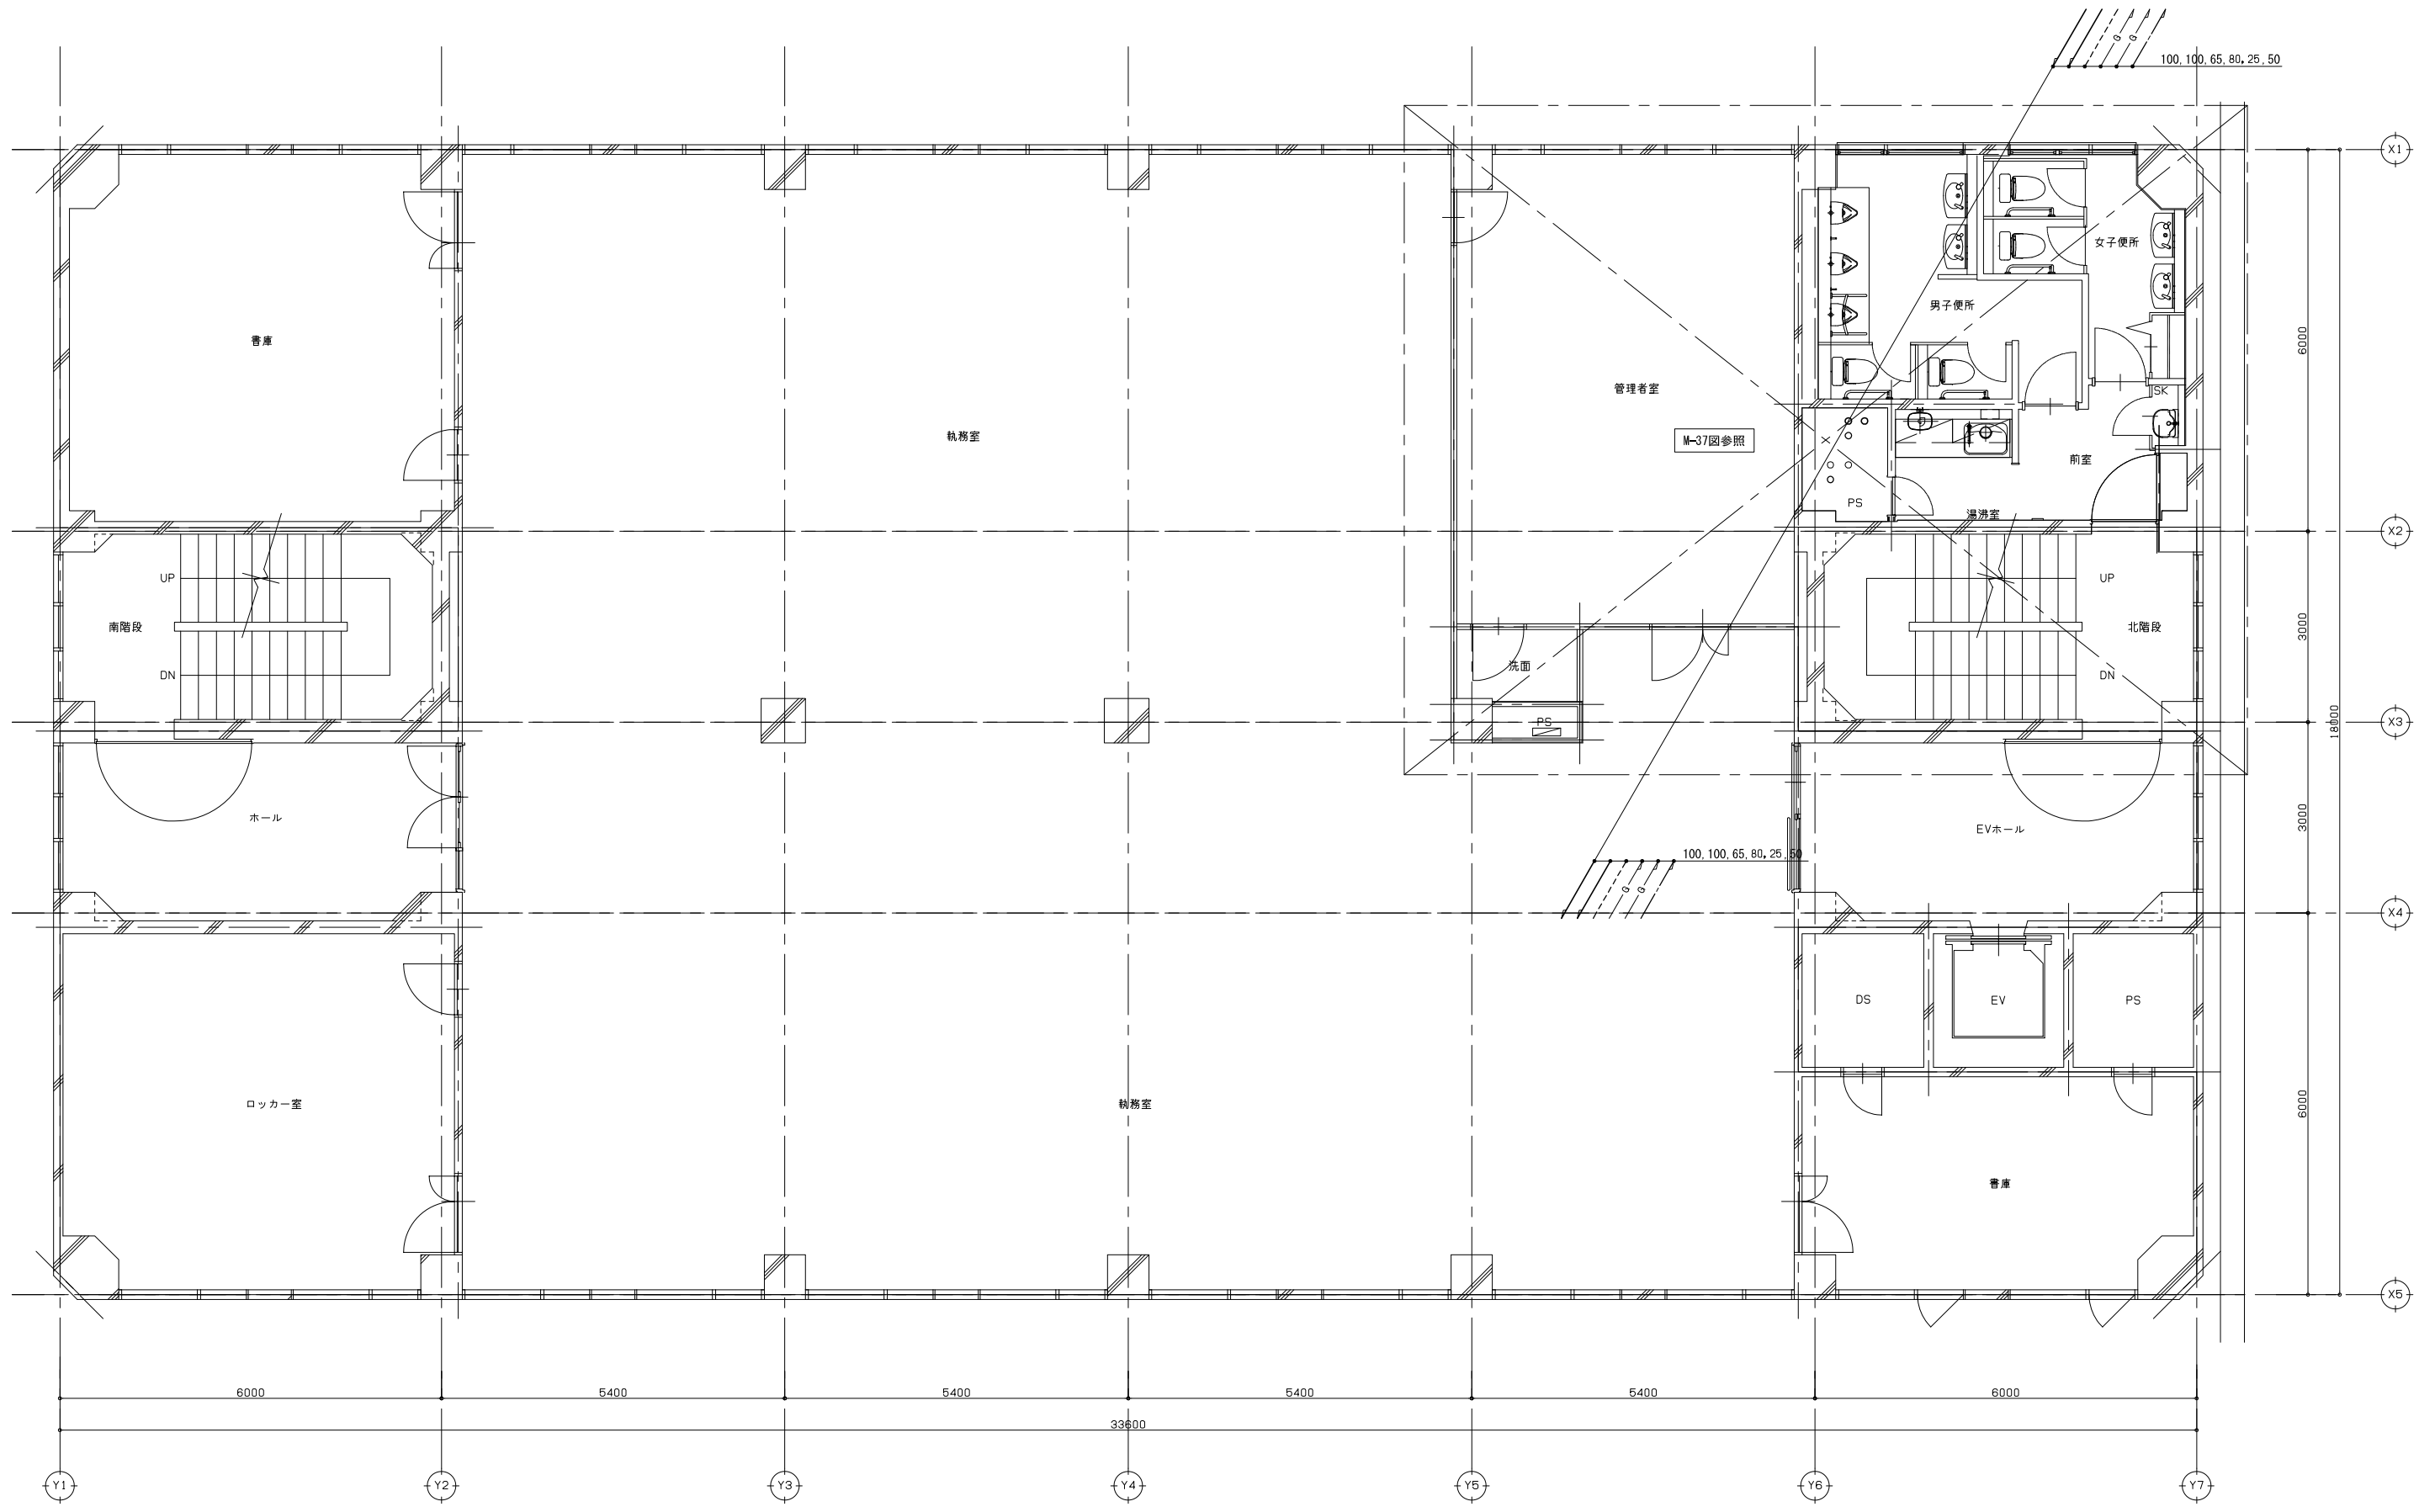 100,100,65,80,25,50
G
G
X1
女子便所
男子便所
6000
書庫
管理者室
SK
執務室
M-37図参照
前室
PS
湯沸室
X2
UP
UP
南階段
北階段
3000
洗面
DN
DN
PS
X3
18000
ホール
EVホール
3000
100,100,65,80,25,50
G
G
X4
DS
EV
PS
ロッカー室
執務室
6000
書庫
X5
6000
5400
5400
5400
5400
6000
33600
Y1
Y2
Y3
Y4
Y5
Y6
Y7